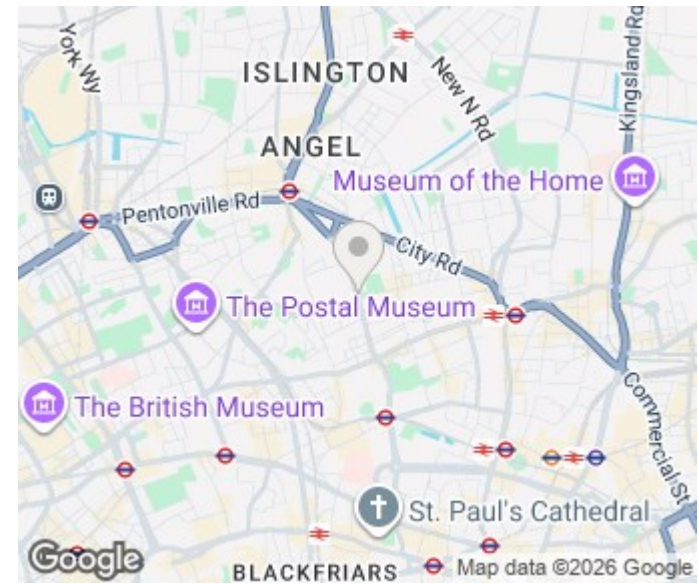 York Wy
ISLINGTON
New N Rd
Kingsland Rd
ANGEL
Museum of the Home
Pentonville Rd
City Rd
The Postal Museum
The British Museum
Commercial St
St. Paul's Cathedral
BLACKFRIARS
Google
Map data ©2026 Google